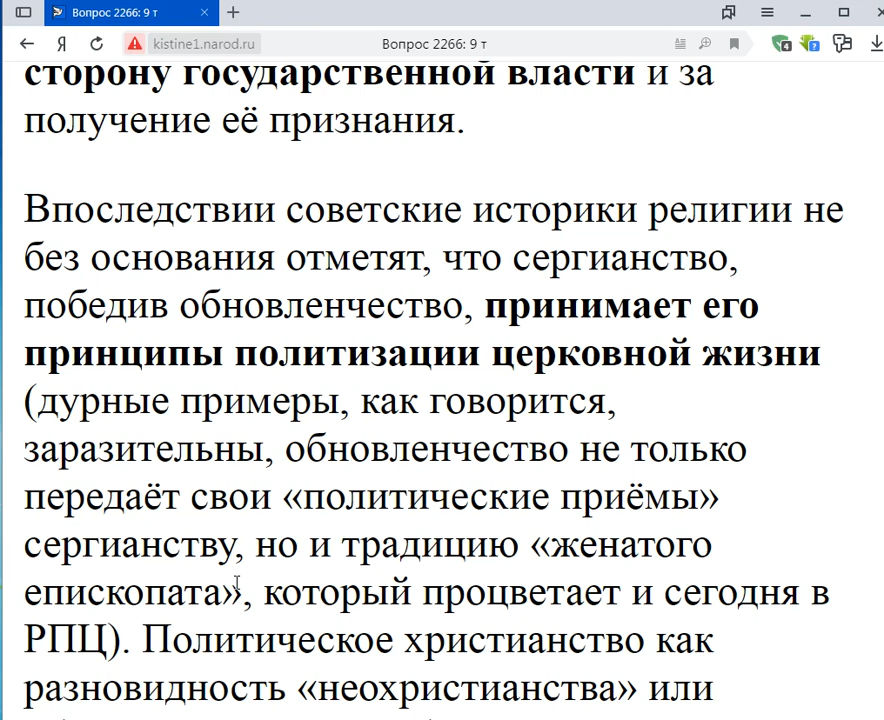 Вопрос 2266: 9 т
kistine1.narod.ru
Вопрос 2266: 9 т
4
?
сторону государственной власти и за
получение её признания.
Впоследствии советские историки религии не
без основания отметят, что сергианство,
победив обновленчество, принимает его
принципы политизации церковной жизни
(дурные примеры, как говорится,
заразительны, обновленчество не только
передаёт свои «политические приёмы»
сергианству, но и традицию «женатого
епископата», который процветает и сегодня в
РПЦ). Политическое христианство как
разновидность «неохристианства» или